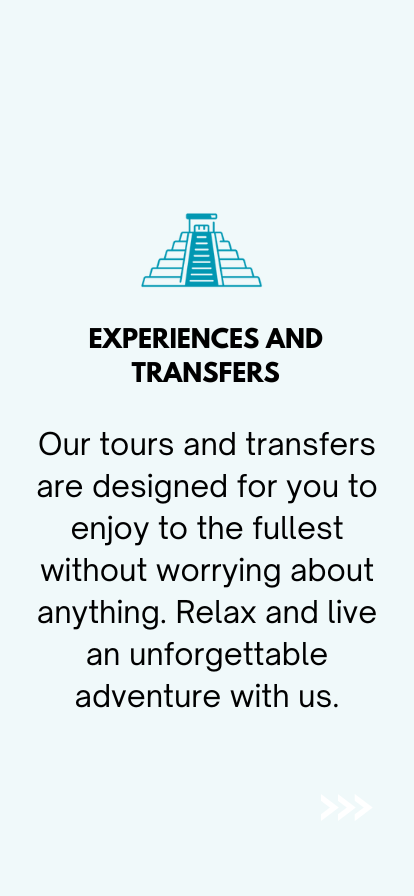 EXPERIENCES AND
TRANSFERS
Our tours and transfers
are designed for you to
enjoy to the fullest
without worrying about
anything. Relax and live
an unforgettable
adventure with us.